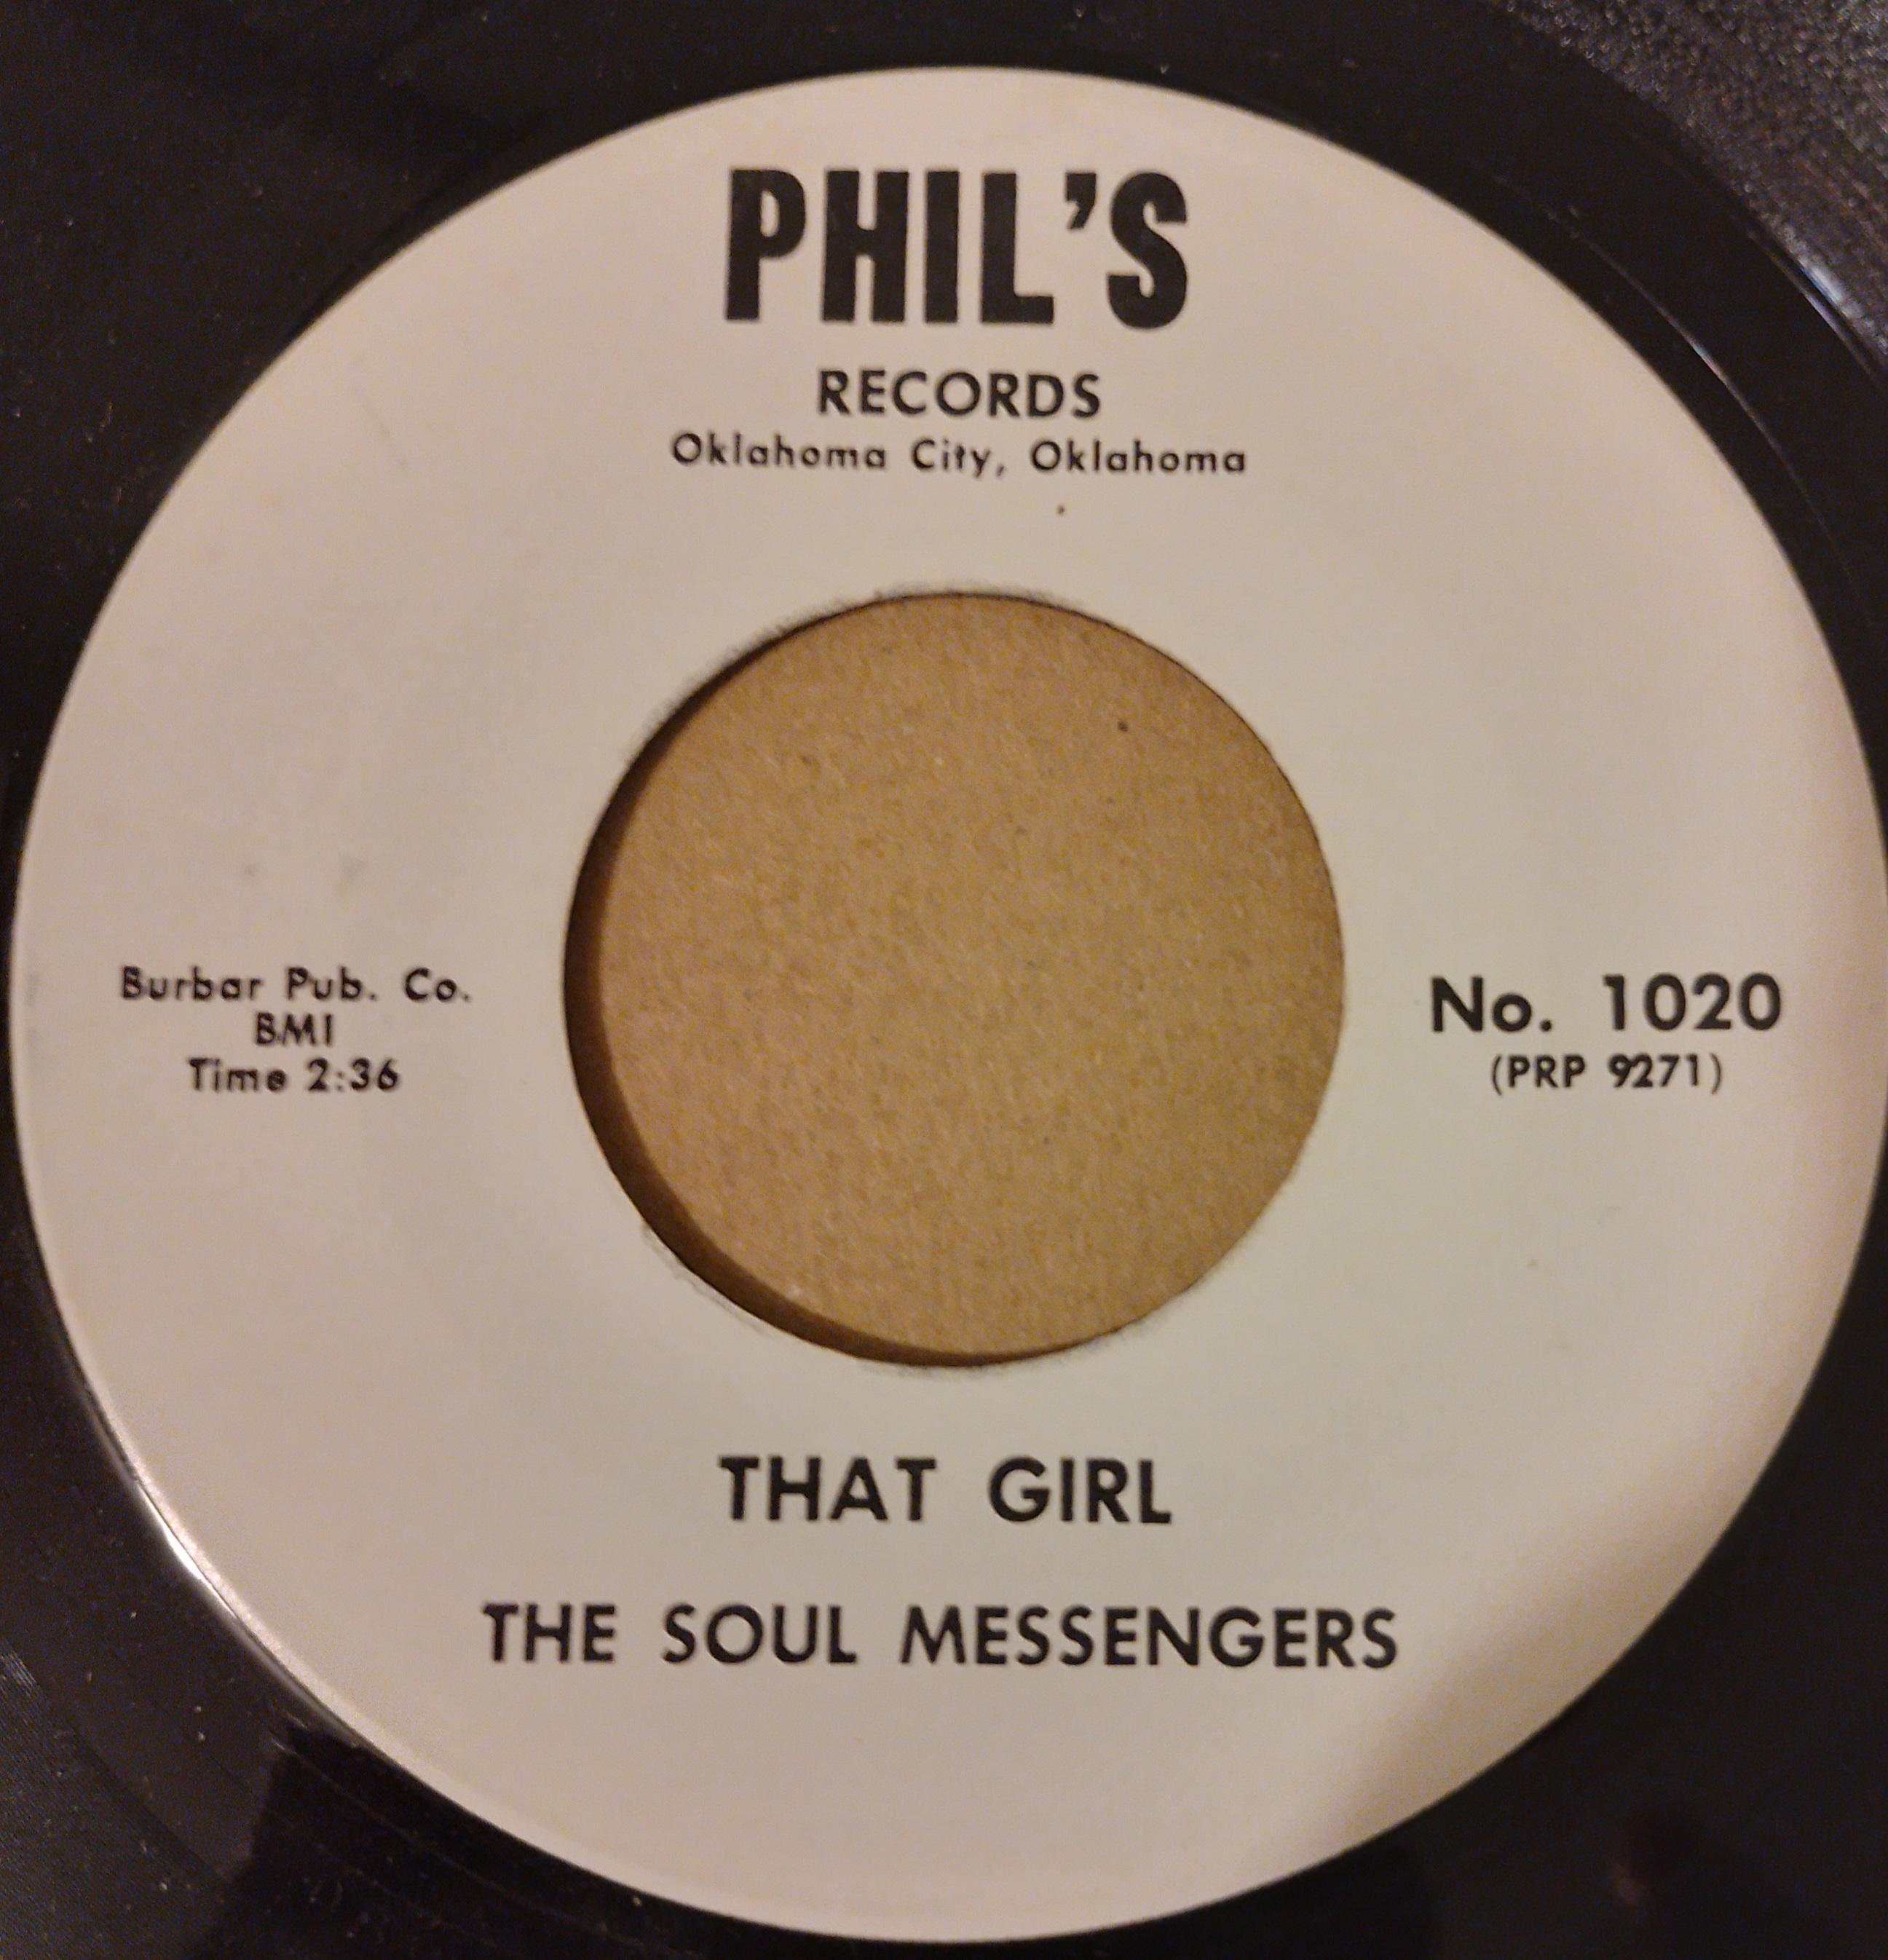 PHIL'S
RECORDS
Oklahoma City, Oklahoma
Burbar Pub. Co.
BMI
Time 2:36
No. 1020
(PRP 9271)
THAT GIRL
THE SOUL MESSENGERS